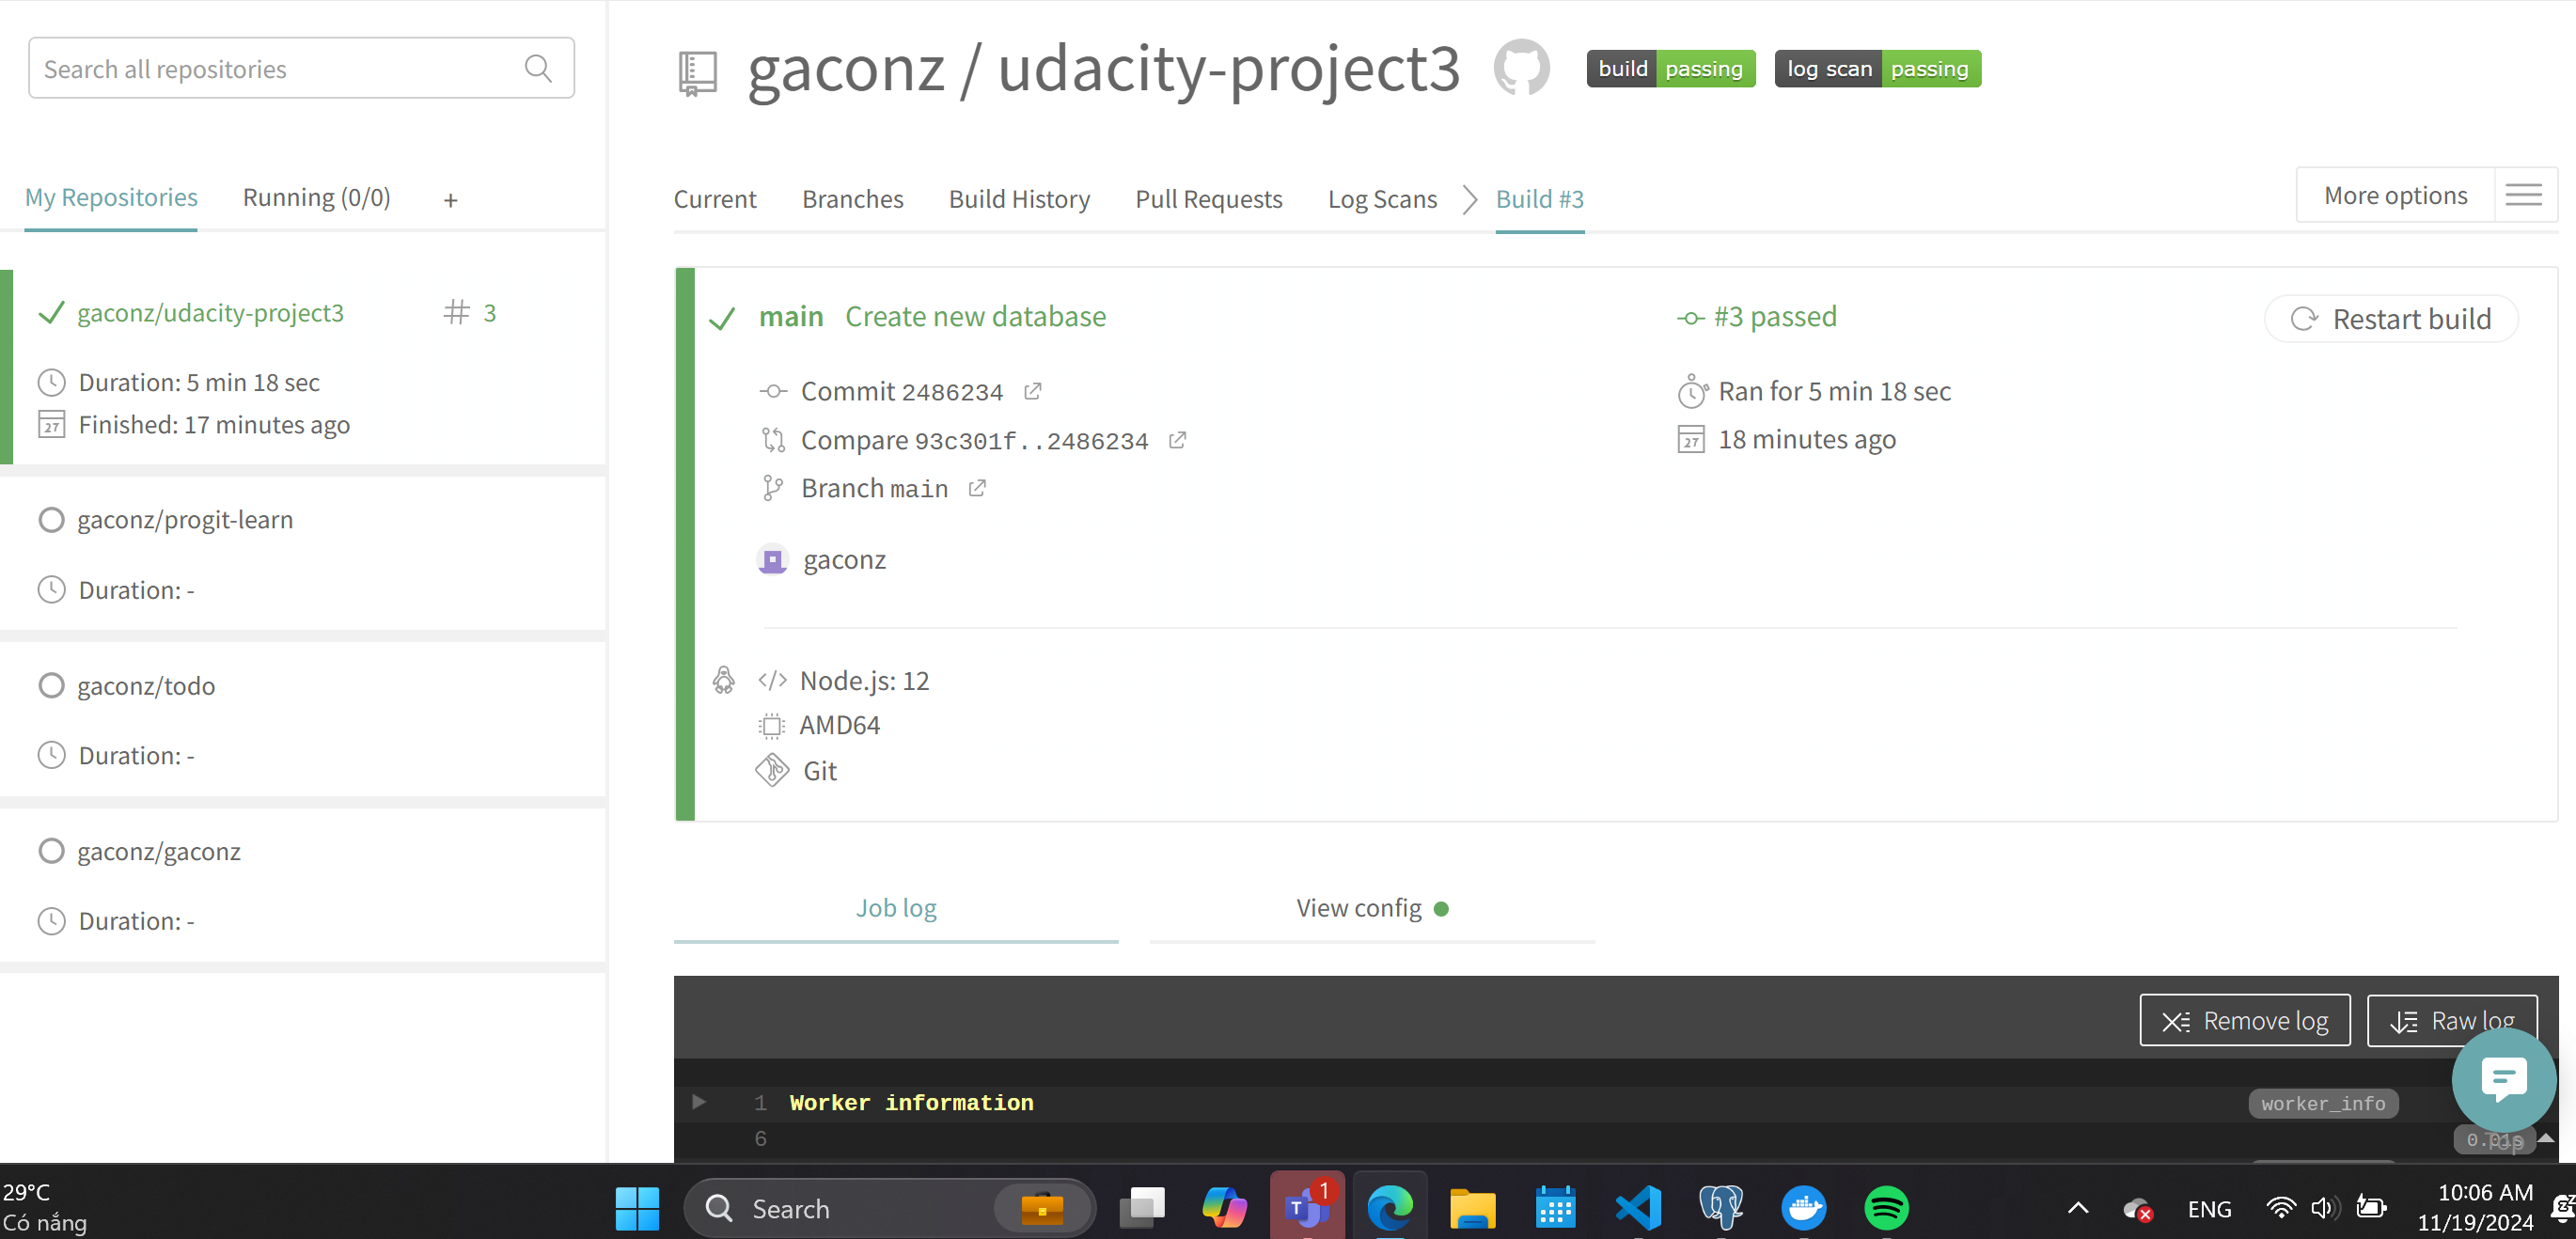 Search all repositories
My Repositories Running (0/0) +
gaconz/udacity-project3 # 3
Duration: 5 min 18 sec
27 Finished: 17 minutes ago
gaconz/progit-learn
Duration: -
gaconz/todo
Duration: -
gaconz/gaconz
Duration: -
gaconz / udacity-project3 build passing log scan passing
Current Branches Build History Pull Requests Log Scans Build #3 More options
main Create new database #3 passed Restart build
Commit 2486234 Ran for 5 min 18 sec
Compare 93c301f..2486234 27 18 minutes ago
Branch main
gaconz
</> Node.js: 12
AMD64
Git
Job log View config
Remove log Raw log
1 Worker information worker_info
6 0.01s Top
29°C
Có nắng
Search T 1 ENG 10:06 AM
11/19/2024